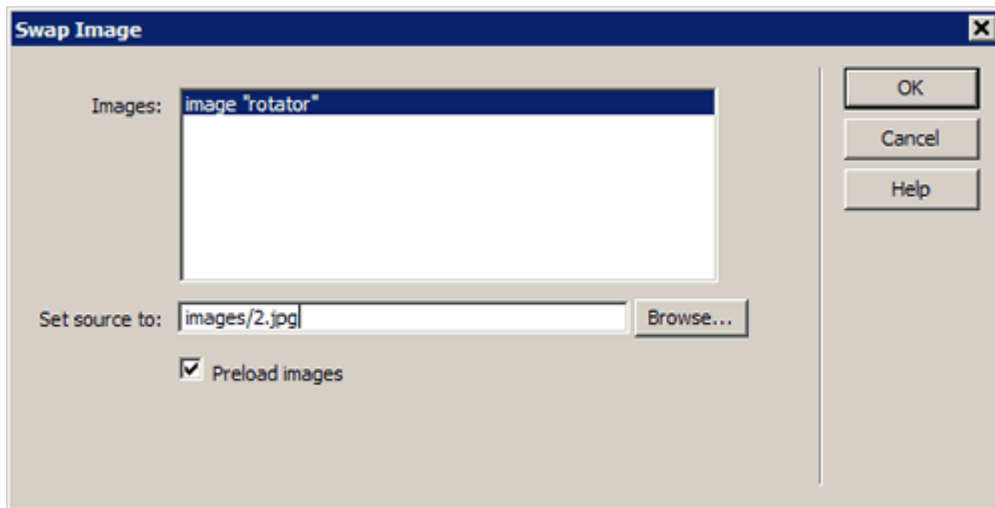 Swap Image
Images:
image "rotator"
OK
Cancel
Help
Set source to:
images/2.jpg
Browse...
Preload images